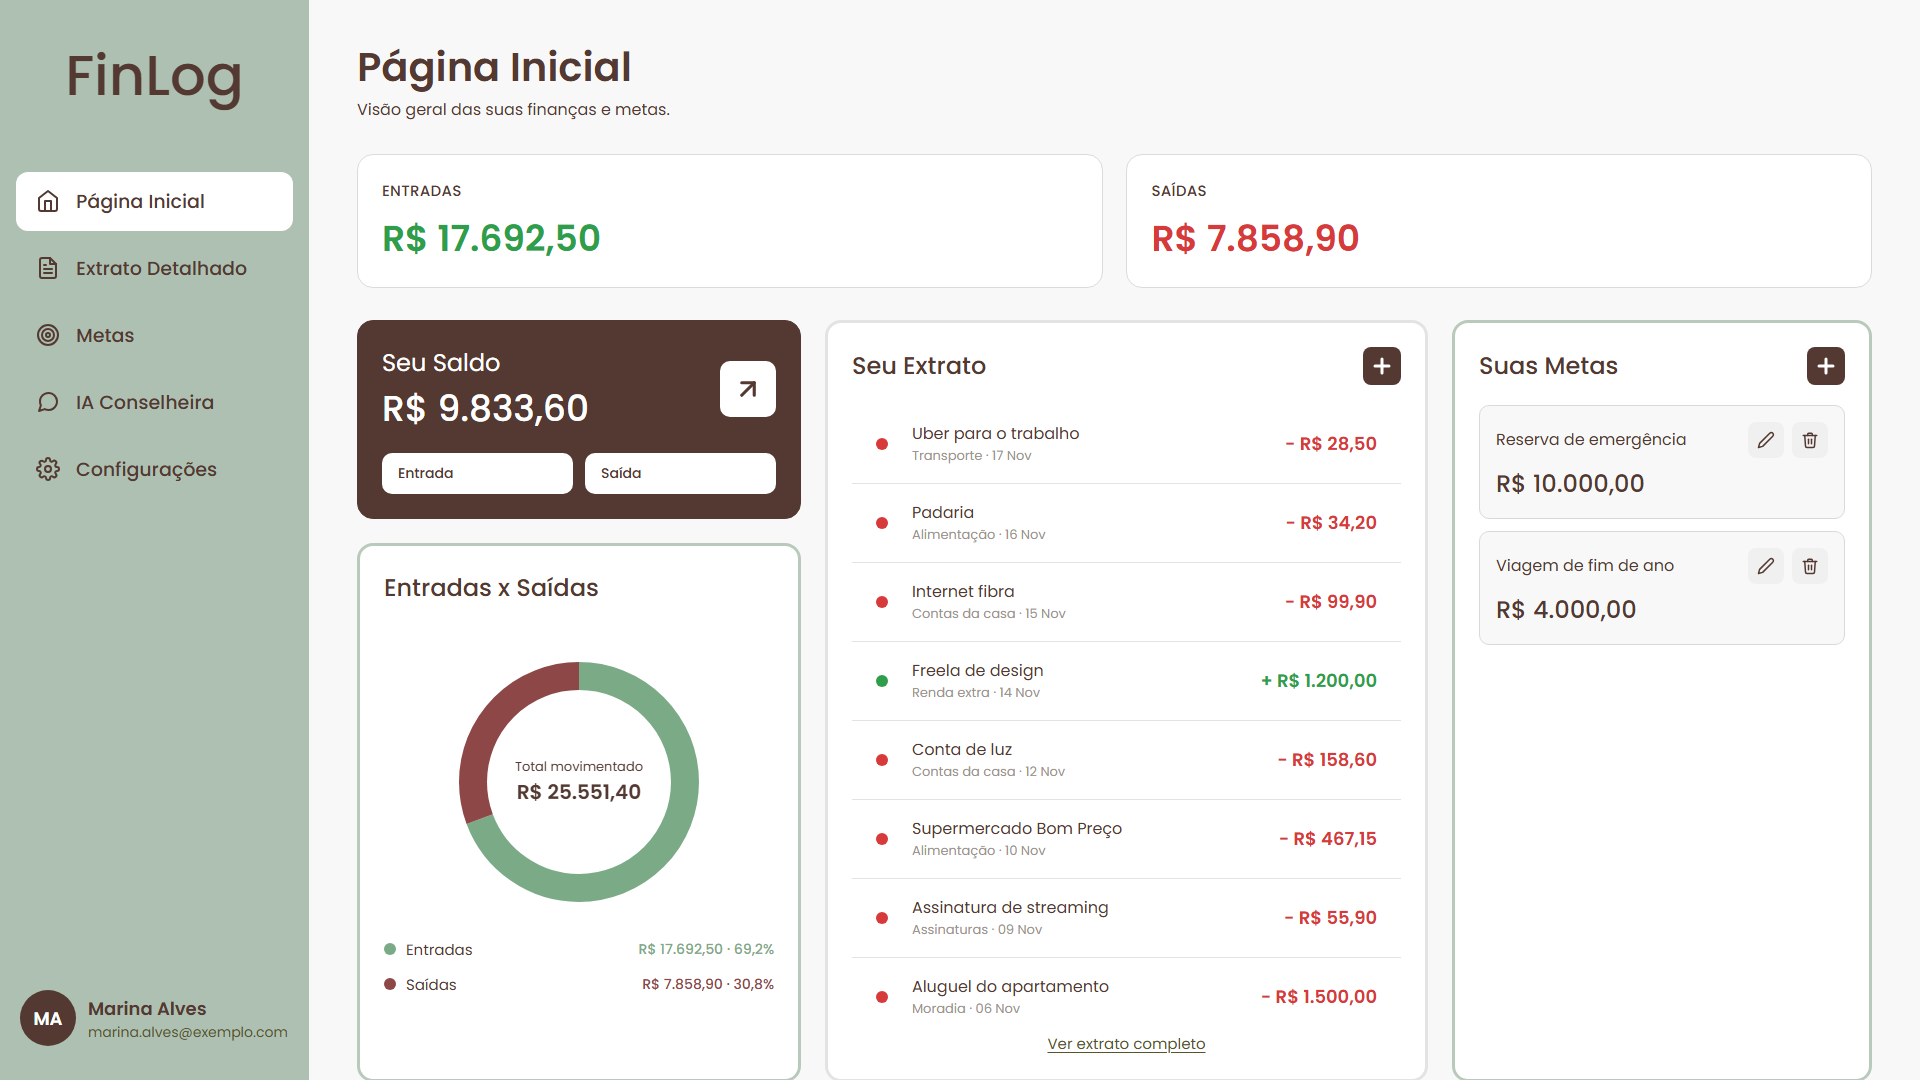 FinLog
Página Inicial
Extrato Detalhado
Metas
IA Conselheira
Configurações
MA
Marina Alves
marina.alves@exemplo.com
Página Inicial
Visão geral das suas finanças e metas.
ENTRADAS
R$ 17.692,50
SAÍDAS
R$ 7.858,90
Seu Saldo
R$ 9.833,60
Entrada
Saída
Entradas x Saídas
Total movimentado
R$ 25.551,40
Entradas
R$ 17.692,50 · 69,2%
Saídas
R$ 7.858,90 · 30,8%
Seu Extrato
Uber para o trabalho
Transporte · 17 Nov
- R$ 28,50
Padaria
Alimentação · 16 Nov
- R$ 34,20
Internet fibra
Contas da casa · 15 Nov
- R$ 99,90
Freela de design
Renda extra · 14 Nov
+ R$ 1.200,00
Conta de luz
Contas da casa · 12 Nov
- R$ 158,60
Supermercado Bom Preço
Alimentação · 10 Nov
- R$ 467,15
Assinatura de streaming
Assinaturas · 09 Nov
- R$ 55,90
Aluguel do apartamento
Moradia · 06 Nov
- R$ 1.500,00
Ver extrato completo
Suas Metas
Reserva de emergência
R$ 10.000,00
Viagem de fim de ano
R$ 4.000,00